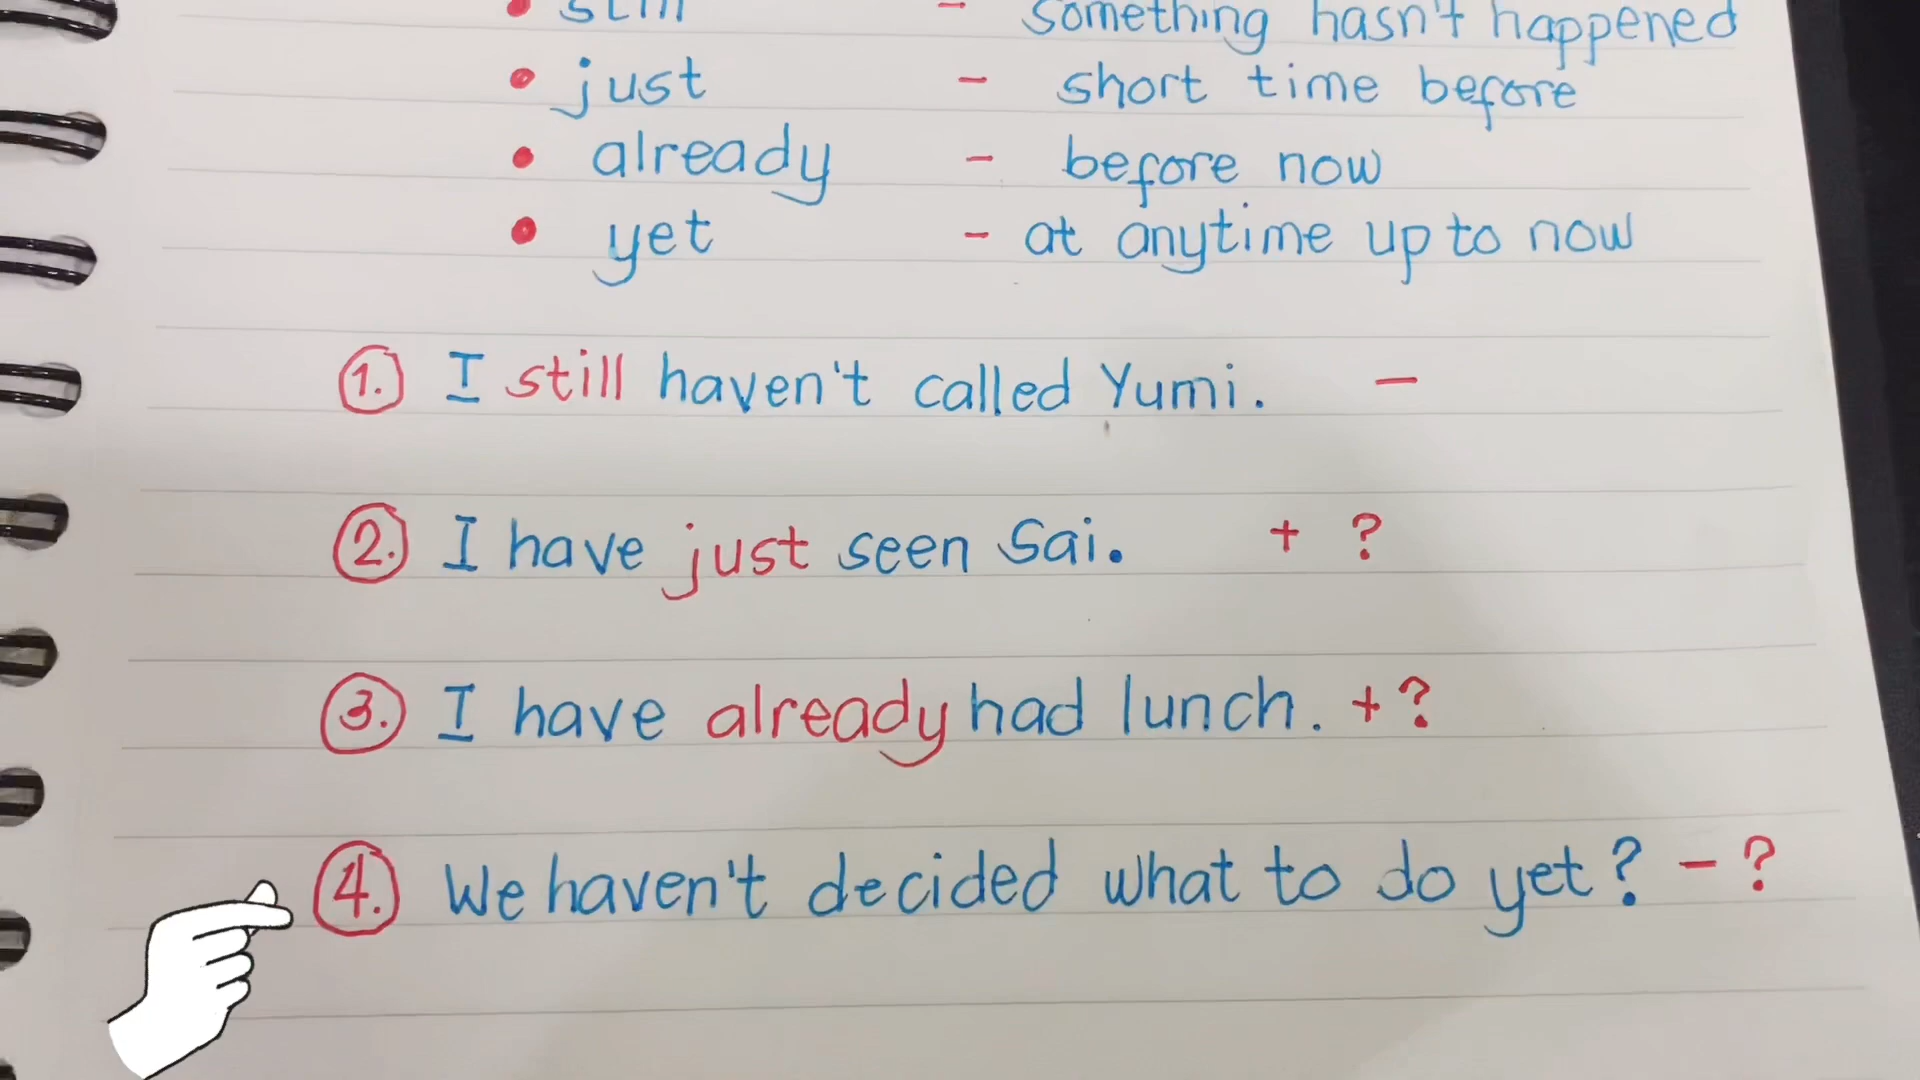 • still - something hasn't happened
• just - short time before
• already - before now
• yet - at anytime up to now
1. I still haven't called Yumi. -
2. I have just seen Sai. + ?
3. I have already had lunch. + ?
4. We haven't decided what to do yet? - ?